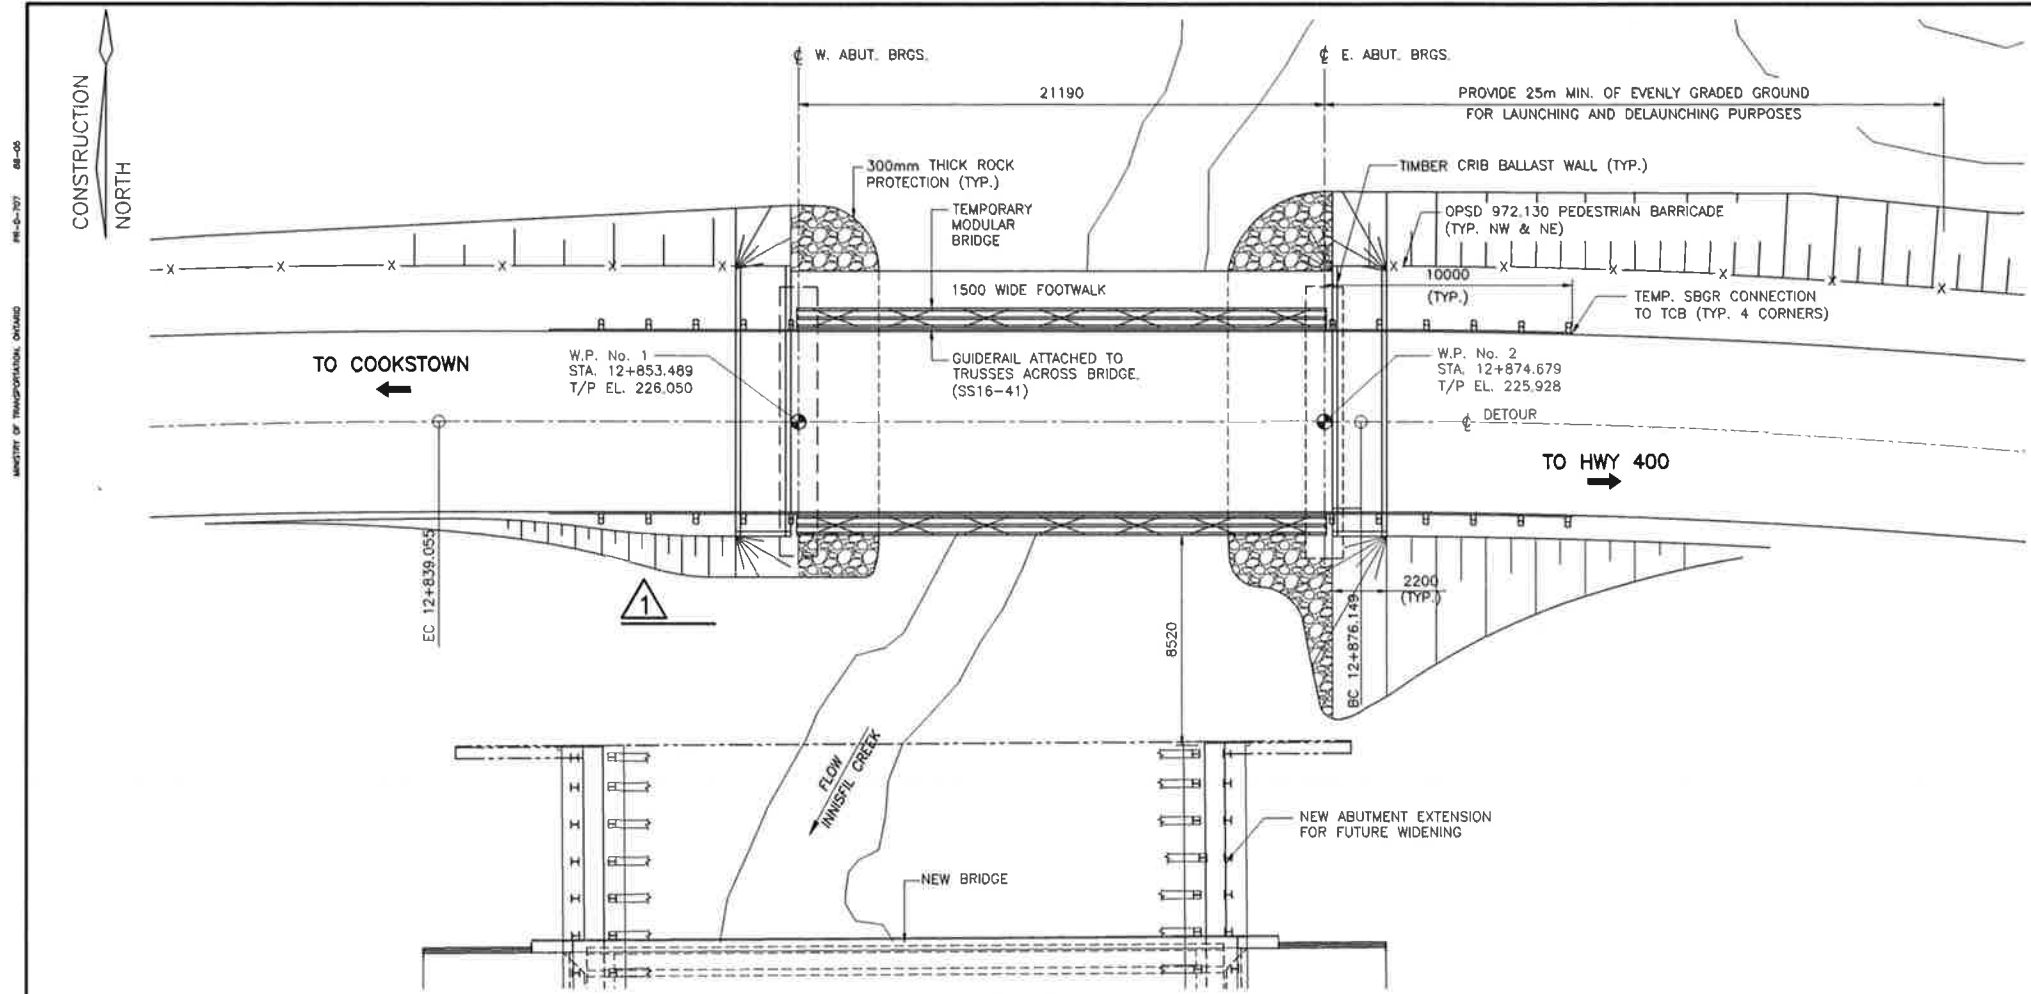 CONSTRUCTION
NORTH
MINISTRY OF TRANSPORTATION, ONTARIO
PR-D-707
88-05
℄ W. ABUT. BRGS.
℄ E. ABUT. BRGS.
21190
PROVIDE 25m MIN. OF EVENLY GRADED GROUND
FOR LAUNCHING AND DELAUNCHING PURPOSES
300mm THICK ROCK
PROTECTION (TYP.)
TIMBER CRIB BALLAST WALL (TYP.)
TEMPORARY
MODULAR
BRIDGE
OPSD 972.130 PEDESTRIAN BARRICADE
(TYP. NW & NE)
1500 WIDE FOOTWALK
10000
(TYP.)
TEMP. SBGR CONNECTION
TO TCB (TYP. 4 CORNERS)
TO COOKSTOWN
W.P. No. 1
STA. 12+853.489
T/P EL. 226.050
GUIDERAIL ATTACHED TO
TRUSSES ACROSS BRIDGE.
(SS16-41)
W.P. No. 2
STA. 12+874.679
T/P EL. 225.928
℄ DETOUR
TO HWY 400
EC 12+839.055
1
2200
(TYP.)
BC 12+876.149
8520
FLOW
INNISFIL CREEK
NEW ABUTMENT EXTENSION
FOR FUTURE WIDENING
NEW BRIDGE